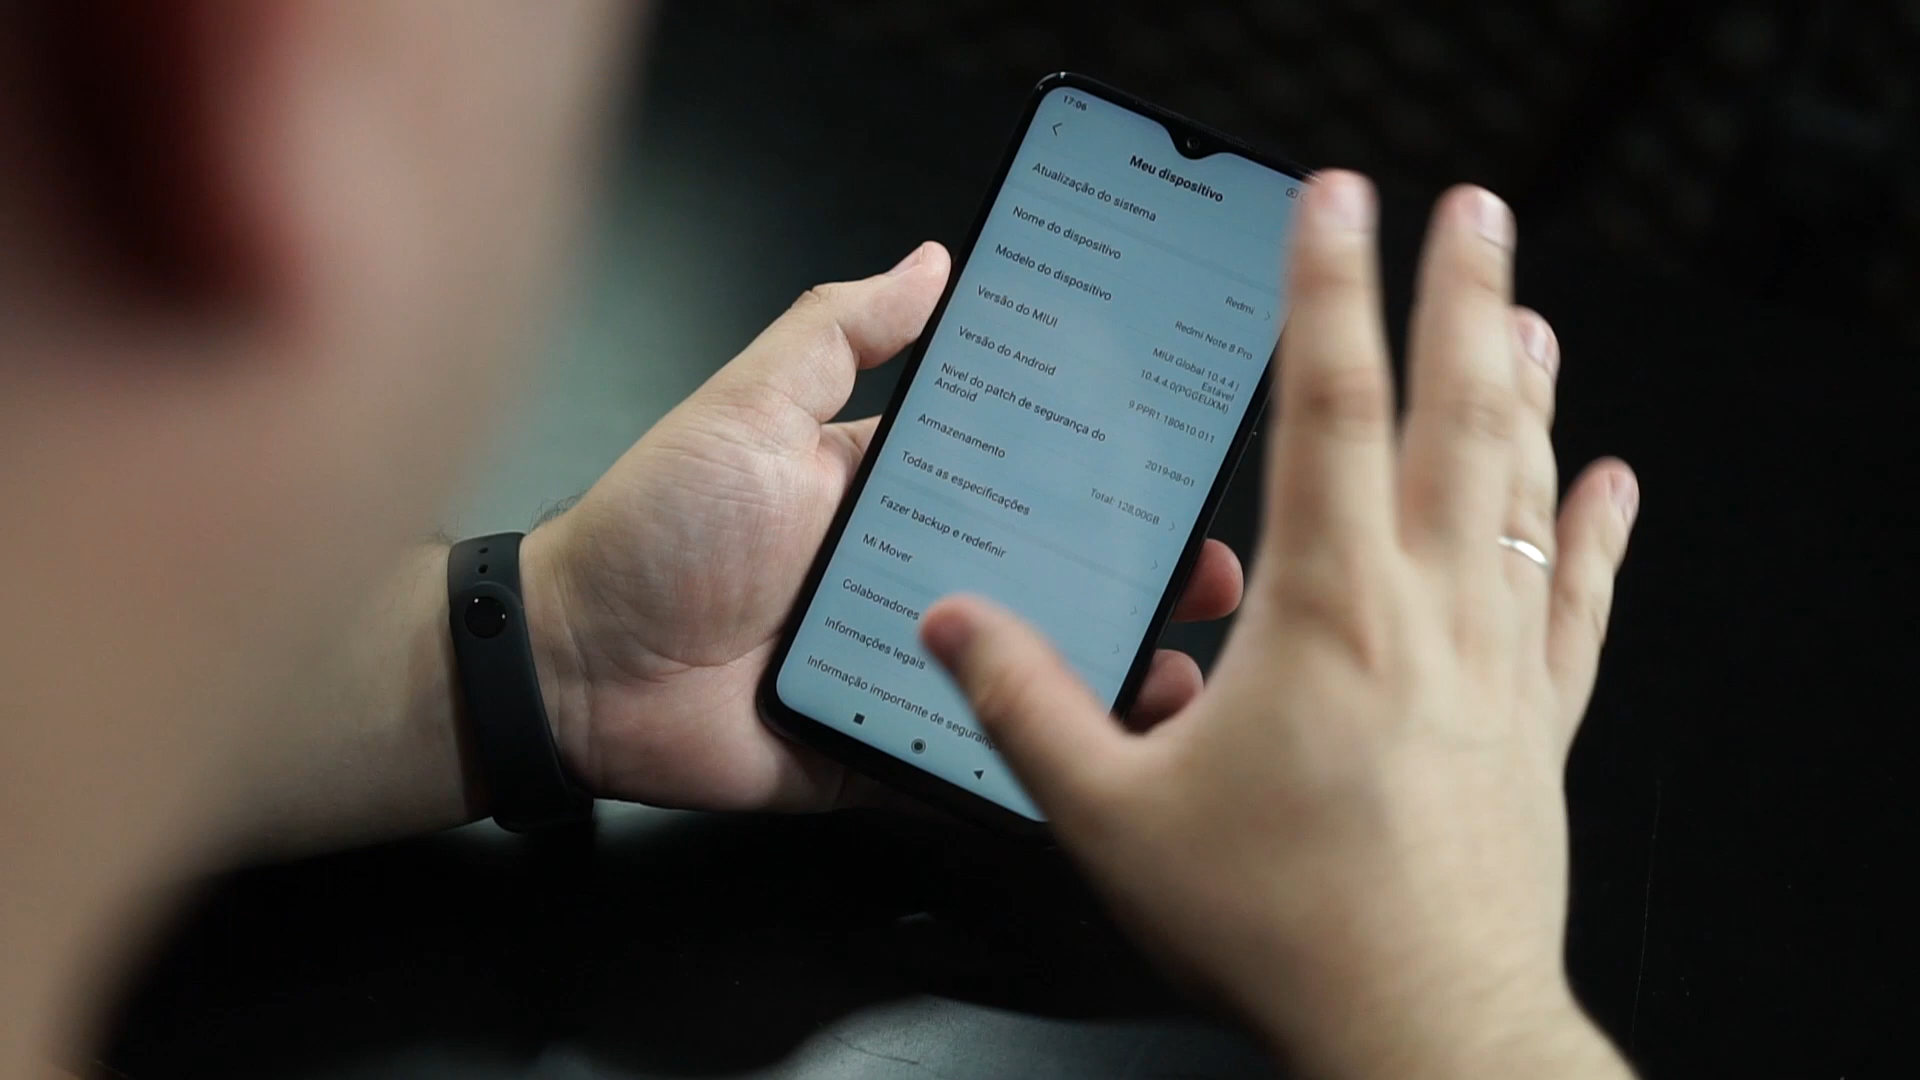 17:06
Meu dispositivo
Atualização do sistema
Nome do dispositivo
Redmi
Modelo do dispositivo
Redmi Note 8 Pro
Versão do MIUI
MIUI Global 10.4.4 |
Estável
10.4.4.0(PGGEUXM)
Versão do Android
9 PPR1.180610.011
Nível do patch de segurança do
Android
2019-08-01
Armazenamento
Total: 128,00GB
Todas as especificações
Fazer backup e redefinir
Mi Mover
Colaboradores
Informações legais
Informação importante de seguranç